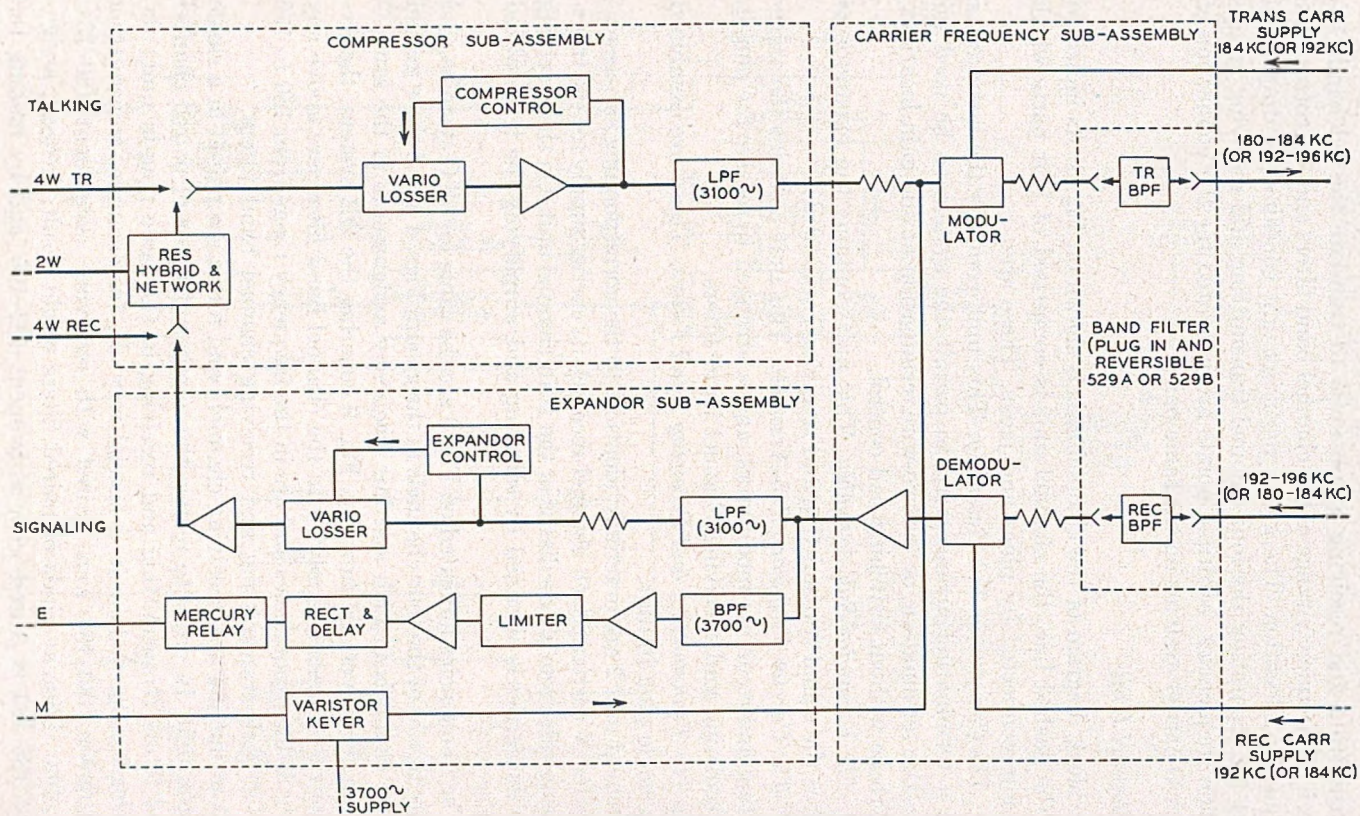 COMPRESSOR SUB-ASSEMBLY
CARRIER FREQUENCY SUB-ASSEMBLY
TRANS CARR
SUPPLY
184 KC (OR 192 KC)
TALKING
COMPRESSOR
CONTROL
4W TR
VARIO
LOSSER
LPF
(3100~)
MODU-
LATOR
TR
BPF
180-184 KC
(OR 192-196 KC)
2W
RES
HYBRID &
NETWORK
4W REC
BAND FILTER
(PLUG IN AND
REVERSIBLE
529A OR 529B
EXPANDOR SUB-ASSEMBLY
SIGNALING
EXPANDOR
CONTROL
VARIO
LOSSER
LPF
(3100~)
DEMODU-
LATOR
REC
BPF
192-196 KC
(OR 180-184 KC)
E
MERCURY
RELAY
RECT &
DELAY
LIMITER
BPF
(3700~)
M
VARISTOR
KEYER
3700~
SUPPLY
REC CARR
SUPPLY
192 KC (OR 184 KC)